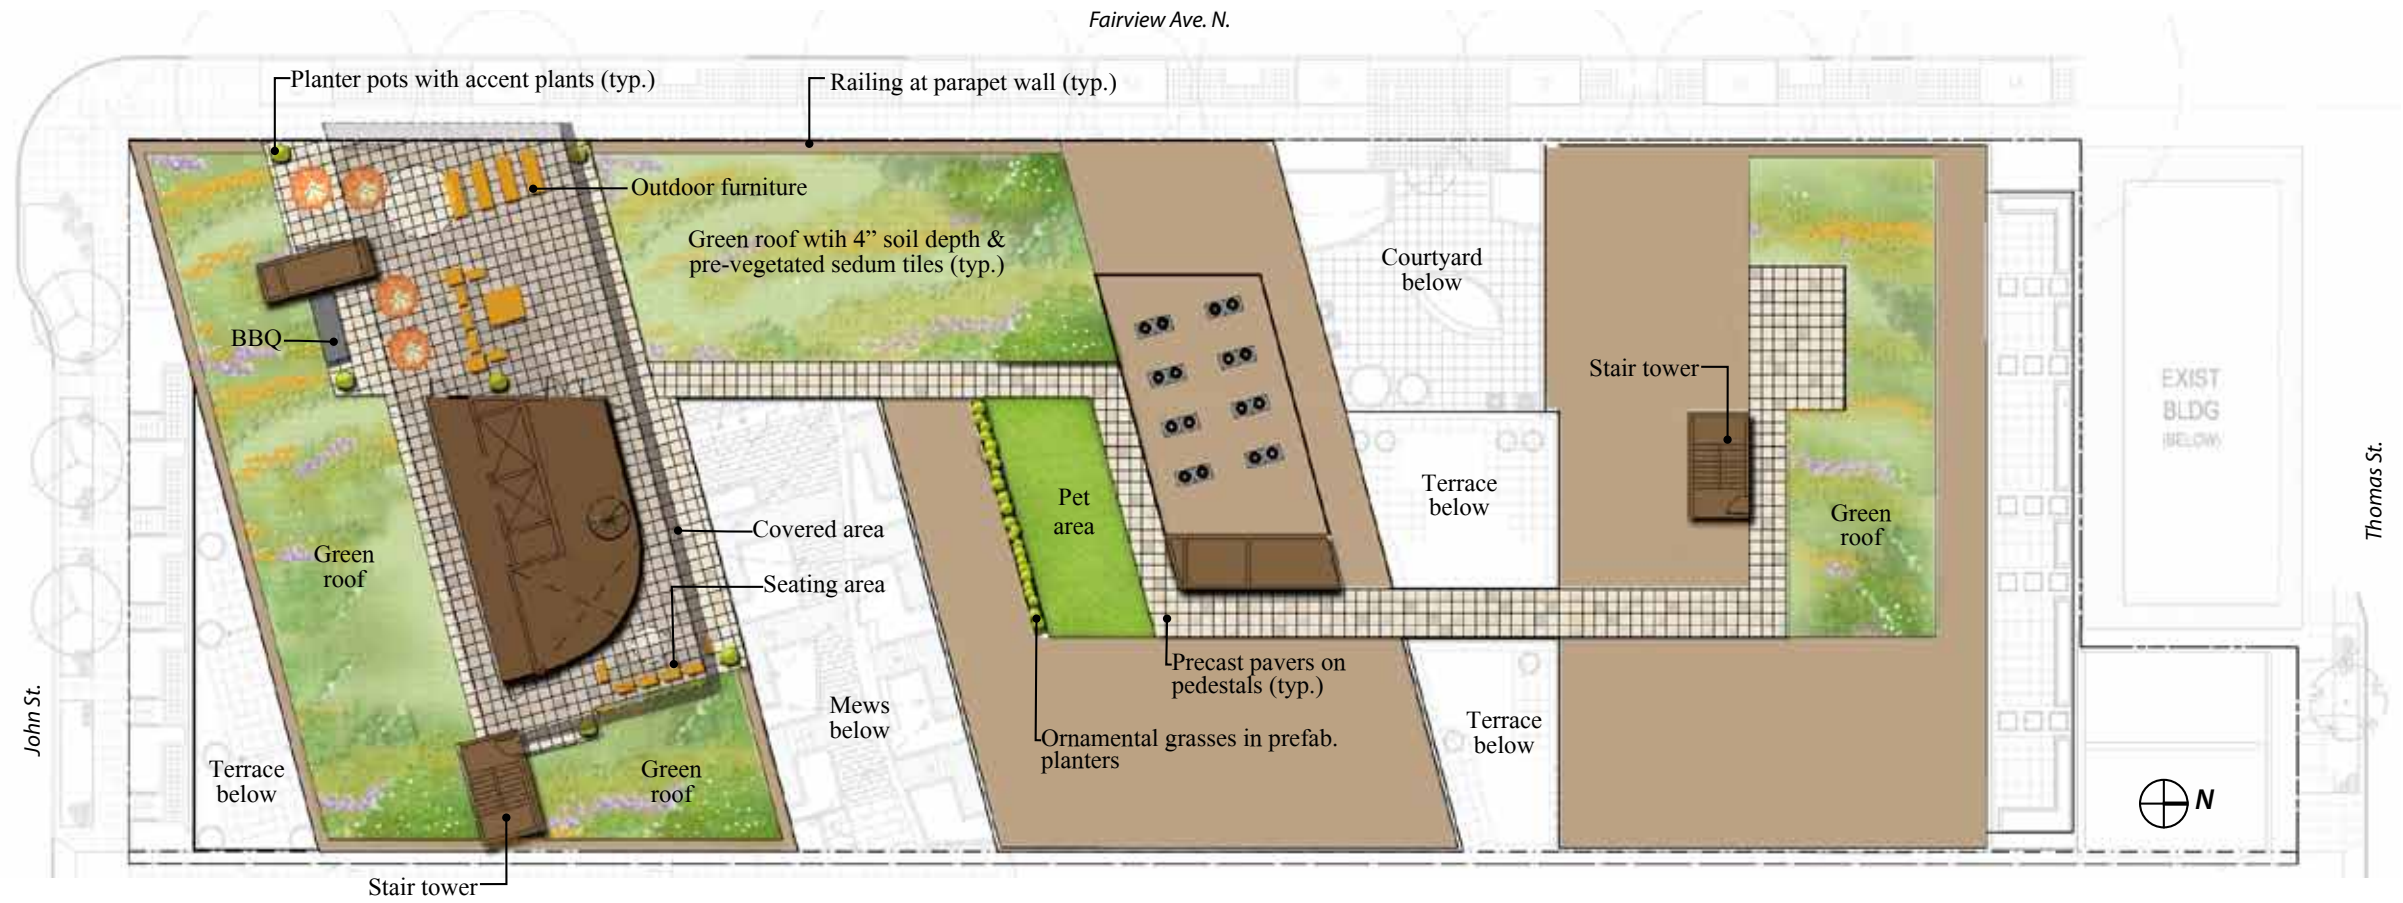 Fairview Ave. N.
Planter pots with accent plants (typ.)
Railing at parapet wall (typ.)
Outdoor furniture
Green roof wtih 4” soil depth &
pre-vegetated sedum tiles (typ.)
Courtyard
below
BBQ
Stair tower
EXIST
BLDG
(BELOW)
Thomas St.
Pet
area
Terrace
below
Covered area
Green
roof
Green
roof
Seating area
Precast pavers on
pedestals (typ.)
John St.
Mews
below
Ornamental grasses in prefab.
planters
Terrace
below
Terrace
below
Green
roof
N
Stair tower